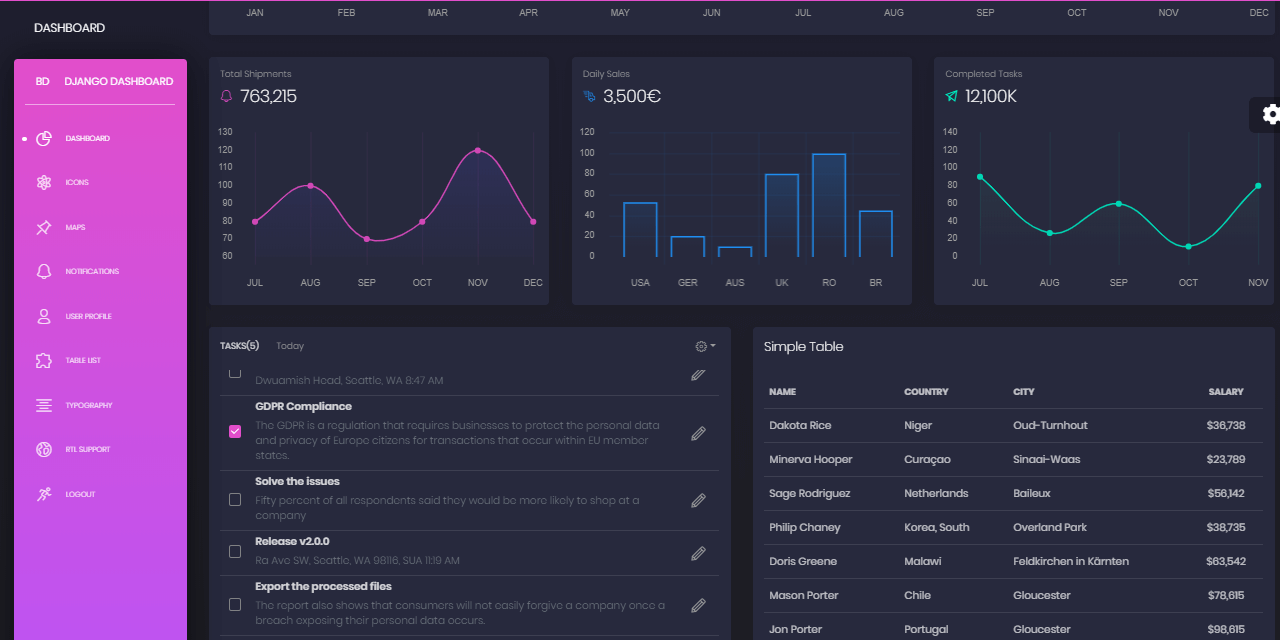 JAN FEB MAR APR MAY JUN JUL AUG SEP OCT NOV DEC
DASHBOARD
BD DJANGO DASHBOARD
DASHBOARD
ICONS
MAPS
NOTIFICATIONS
USER PROFILE
TABLE LIST
TYPOGRAPHY
RTL SUPPORT
LOGOUT
Total Shipments
763,215
130
120
110
100
90
80
70
60
JUL AUG SEP OCT NOV DEC
Daily Sales
3,500€
120
100
80
60
40
20
0
USA GER AUS UK RO BR
Completed Tasks
12,100K
140
120
100
80
60
40
20
0
JUL AUG SEP OCT NOV
TASKS(5) Today
Dwuamish Head, Seattle, WA 8:47 AM
GDPR Compliance
The GDPR is a regulation that requires businesses to protect the personal data
and privacy of Europe citizens for transactions that occur within EU member
states.
Solve the issues
Fifty percent of all respondents said they would be more likely to shop at a
company
Release v2.0.0
Ra Ave SW, Seattle, WA 98116, SUA 11:19 AM
Export the processed files
The report also shows that consumers will not easily forgive a company once a
breach exposing their personal data occurs.
Simple Table
NAME COUNTRY CITY SALARY
Dakota Rice Niger Oud-Turnhout $36,738
Minerva Hooper Curaçao Sinaai-Waas $23,789
Sage Rodriguez Netherlands Baileux $56,142
Philip Chaney Korea, South Overland Park $38,735
Doris Greene Malawi Feldkirchen in Kärnten $63,542
Mason Porter Chile Gloucester $78,615
Jon Porter Portugal Gloucester $98,615